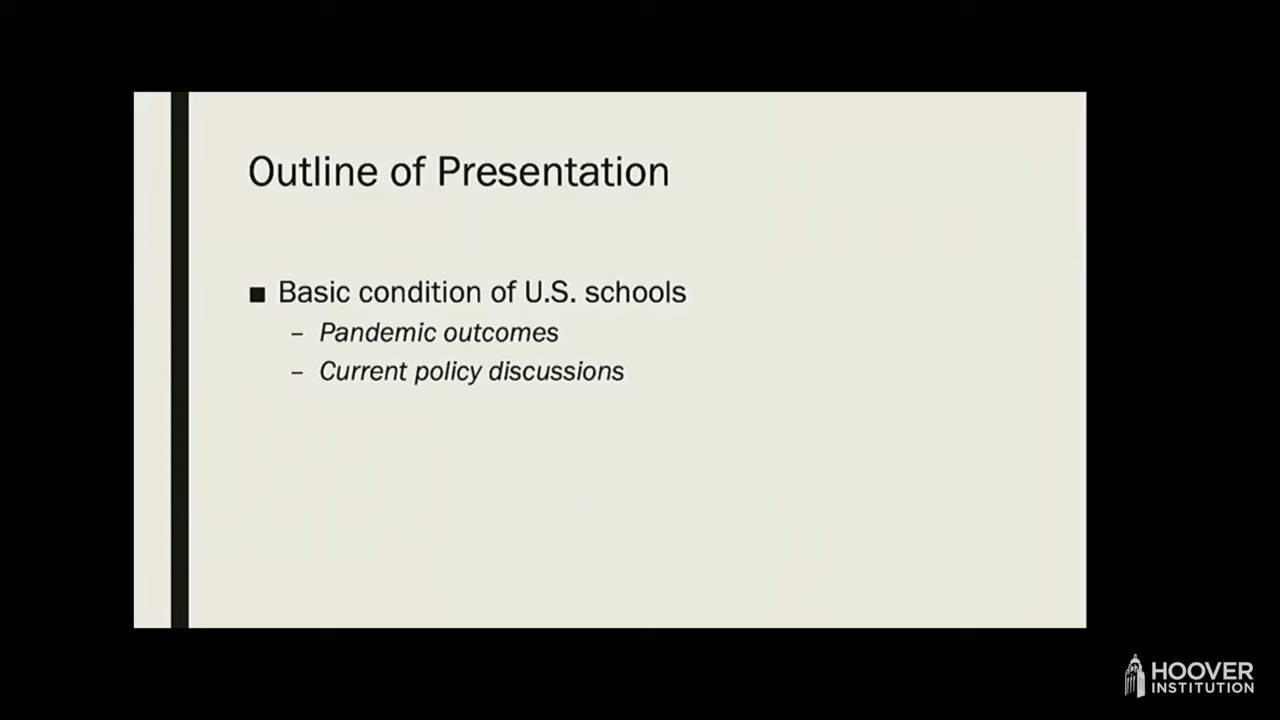 Outline of Presentation
■ Basic condition of U.S. schools
– Pandemic outcomes
– Current policy discussions
HOOVER
INSTITUTION